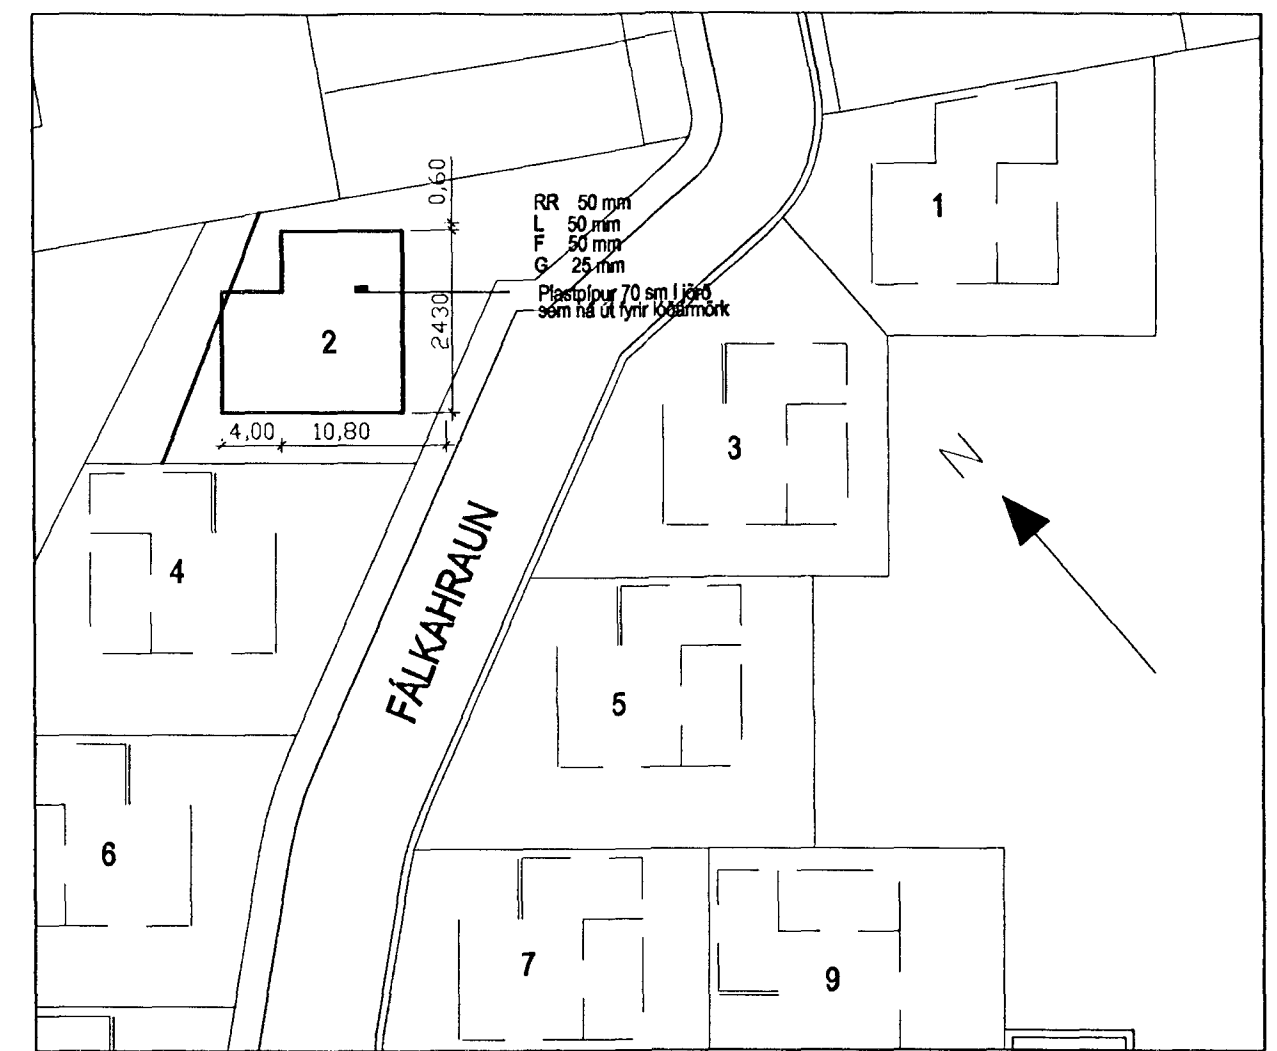 0,60
RR 50 mm
L 50 mm
F 50 mm
G 25 mm
Plastpípur 70 sm í jörð
sem ná út fyrir lóðarmörk
1
2
2430
4,00 10,80
3
N
4
FÁLKAHRAUN
5
6
7
9